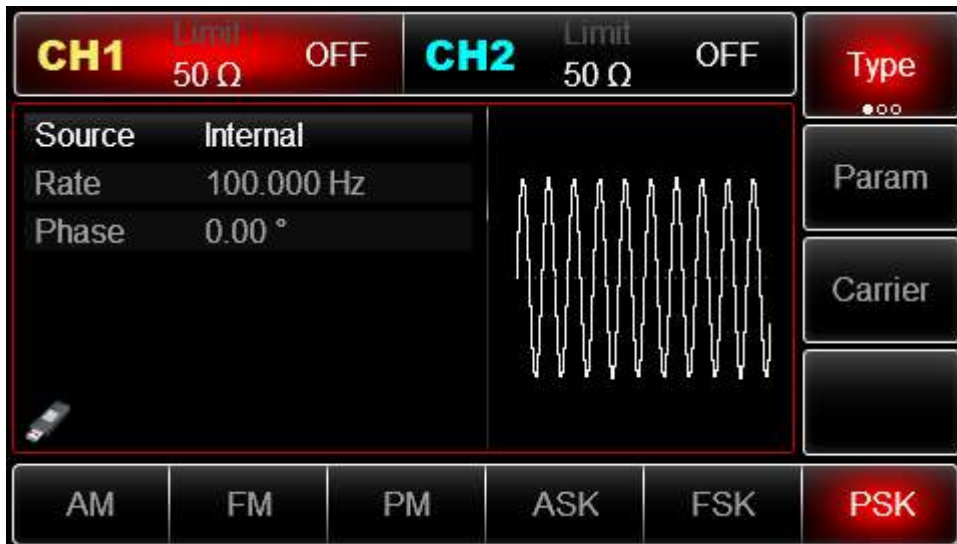 CH1 Limit 50 Ω OFF
CH2 Limit 50 Ω OFF
Type
Source Internal
Rate 100.000 Hz
Phase 0.00 °
Param
Carrier
AM FM PM ASK FSK PSK